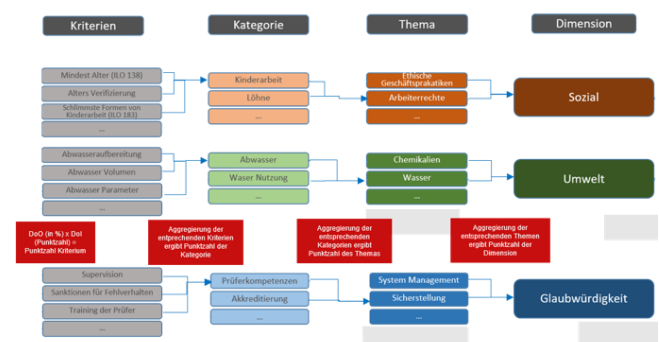 Kriterien
Kategorie
Thema
Dimension
Mindest Alter (ILO 138)
Alters Verifizierung
Schlimmste Formen von
Kinderarbeit (ILO 183)
...
Kinderarbeit
Löhne
...
Ethische
Geschäftsprakatiken
Arbeiterrechte
...
Sozial
Abwasseraufbereitung
Abwasser Volumen
Abwasser Parameter
...
Abwasser
Waser Nutzung
...
Chemikalien
Wasser
...
Umwelt
DoO (in %) x DoI
(Punktzahl) =
Punktzahl Kriterium
Aggregierung der
entprechenden Kriterien
ergibt Punktzahl der
Kategorie
Aggregierung der
entsprechenden
Kategorien ergibt
Punktzahl des Themas
Aggregierung der
entsprechenden Themen
ergibt Punktzahl der
Dimension
Supervision
Sanktionen für Fehlverhalten
Training der Prüfer
...
Prüferkompetenzen
Akkreditierung
...
System Management
Sicherstellung
...
Glaubwürdigkeit